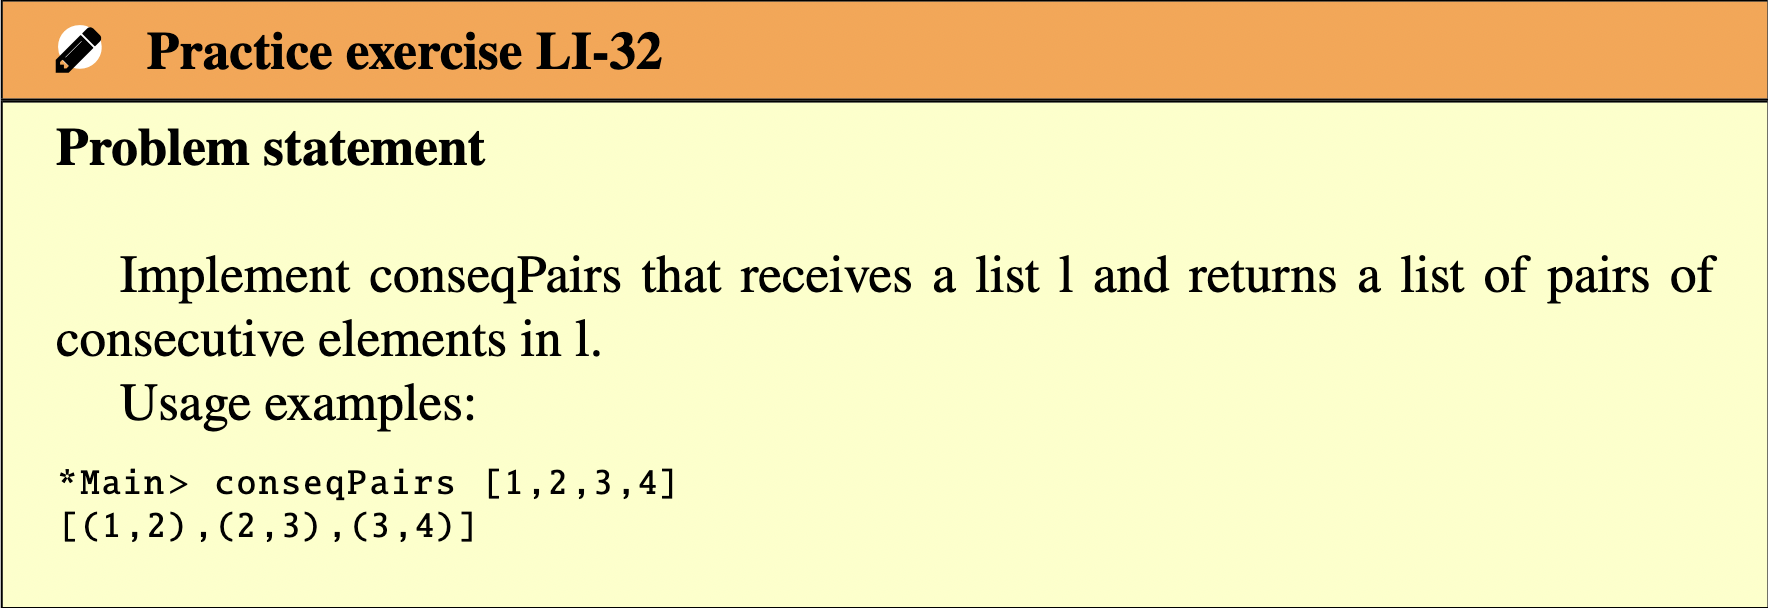 Practice exercise LI-32
Problem statement
Implement conseqPairs that receives a list l and returns a list of pairs of
consecutive elements in l.
Usage examples:
*Main> conseqPairs [1,2,3,4]
[(1,2),(2,3),(3,4)]